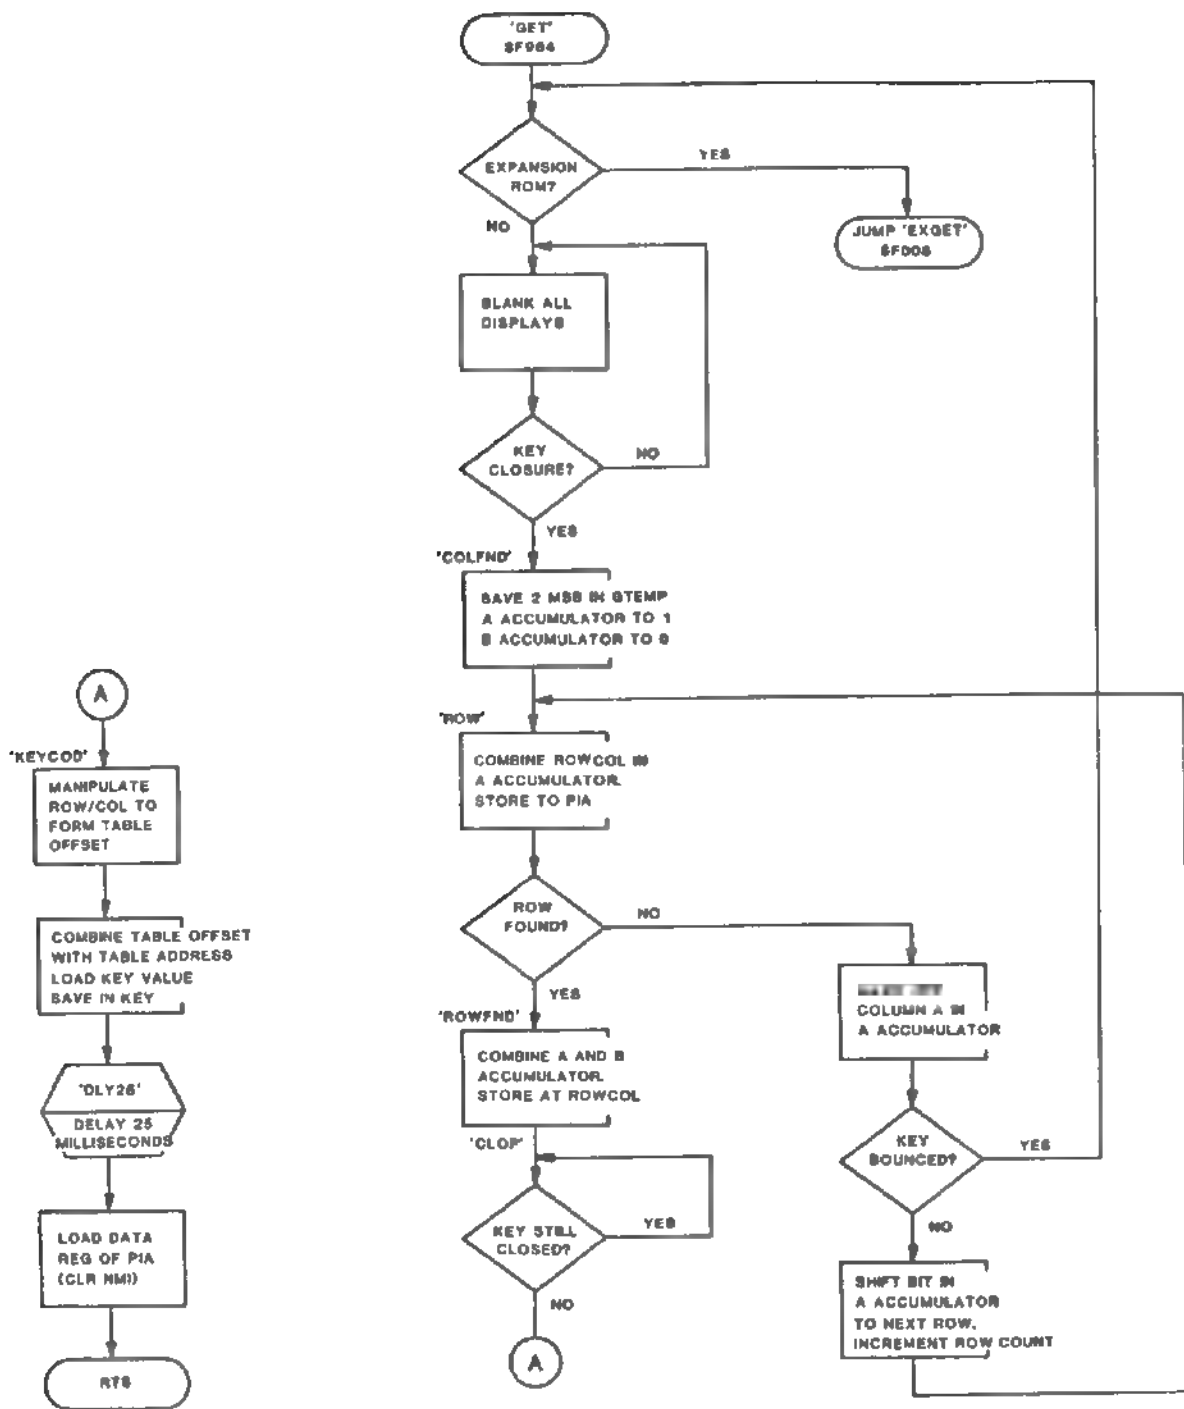 'GET'
$F964
EXPANSION
ROM?
YES
NO
JUMP 'EXGET'
$F008
BLANK ALL
DISPLAYS
KEY
CLOSURE?
NO
YES
'COLFND'
SAVE 2 MSB IN GTEMP
A ACCUMULATOR TO 1
B ACCUMULATOR TO 0
'ROW'
COMBINE ROWCOL IN
A ACCUMULATOR.
STORE TO PIA
ROW
FOUND?
NO
YES
'ROWFND'
COMBINE A AND B
ACCUMULATOR.
STORE AT ROWCOL
'CLOP'
KEY STILL
CLOSED?
YES
NO
A
COLUMN A IN
A ACCUMULATOR
KEY
BOUNCED?
YES
NO
SHIFT BIT IN
A ACCUMULATOR
TO NEXT ROW.
INCREMENT ROW COUNT
A
'KEYCOD'
MANIPULATE
ROW/COL TO
FORM TABLE
OFFSET
COMBINE TABLE OFFSET
WITH TABLE ADDRESS
LOAD KEY VALUE
SAVE IN KEY
'DLY25'
DELAY 25
MILLISECONDS
LOAD DATA
REG OF PIA
(CLR NMI)
RTS